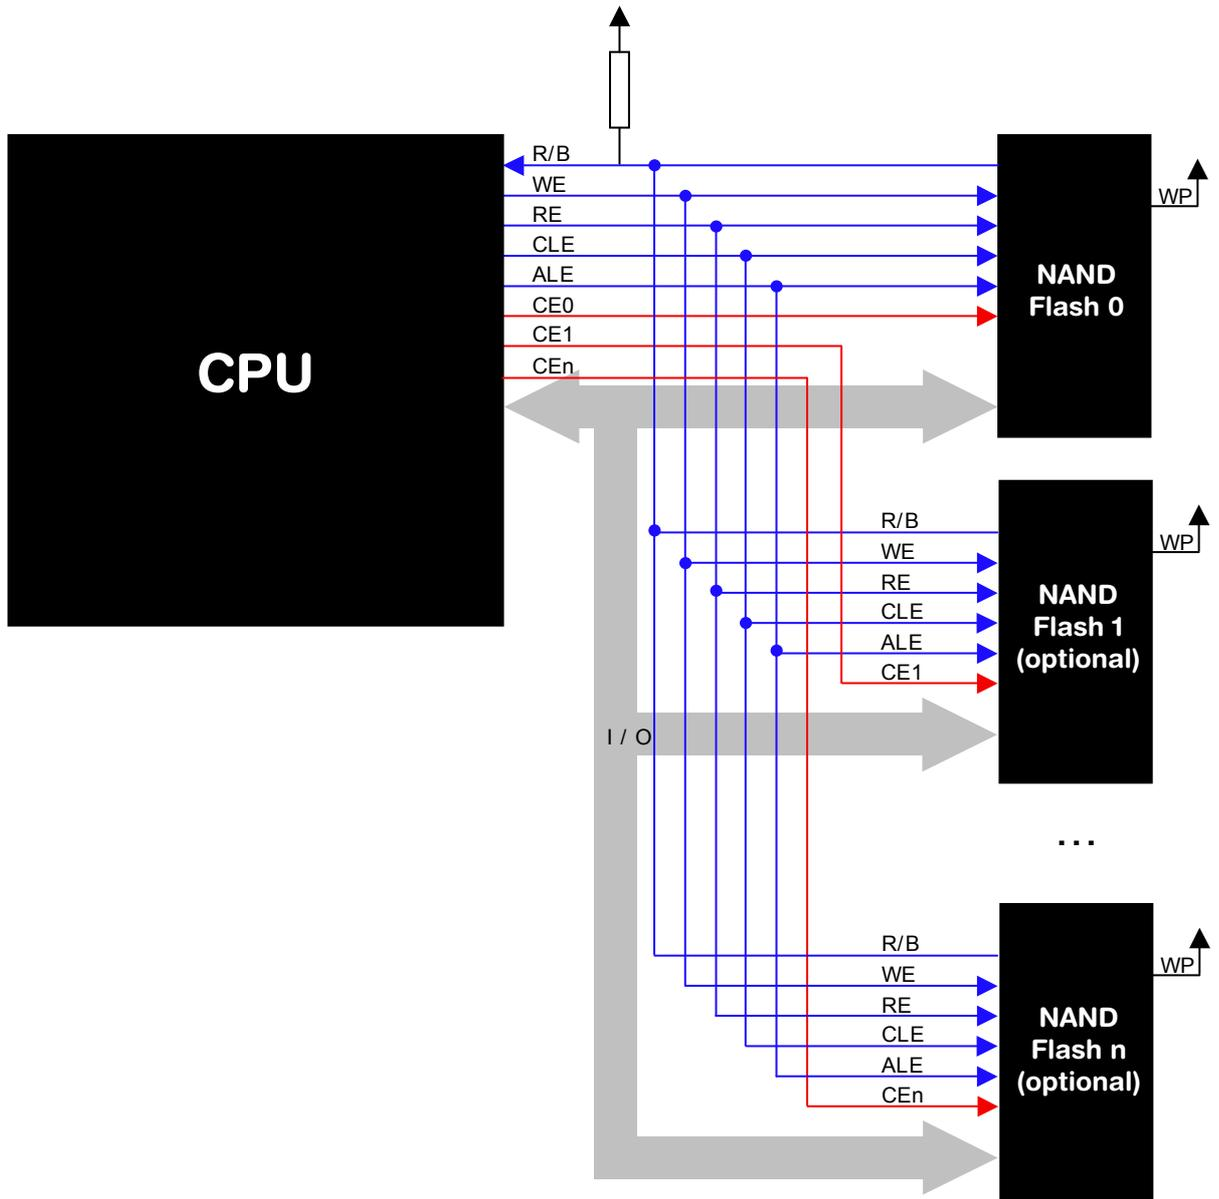 R/B
WE
RE
CLE
ALE
CE0
CE1
CEn
CPU
WP
NAND
Flash 0
R/B
WE
RE
CLE
ALE
CE1
WP
NAND
Flash 1
(optional)
I / O
...
R/B
WE
RE
CLE
ALE
CEn
WP
NAND
Flash n
(optional)